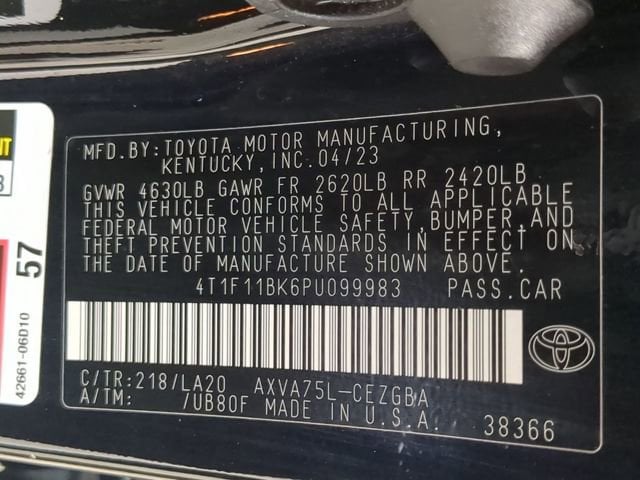 MFD.BY:TOYOTA MOTOR MANUFACTURING,
KENTUCKY,INC.04/23
GVWR 4630LB GAWR FR 2620LB RR 2420LB
THIS VEHICLE CONFORMS TO ALL APPLICABLE
FEDERAL MOTOR VEHICLE SAFETY,BUMPER,AND
THEFT PREVENTION STANDARDS IN EFFECT ON
THE DATE OF MANUFACTURE SHOWN ABOVE.
4T1F11BK6PU099983 PASS.CAR
C/TR:218/LA20 AXVA75L-CEZGBA
A/TM: /UB80F MADE IN U.S.A.
38366
57
42661-06D10